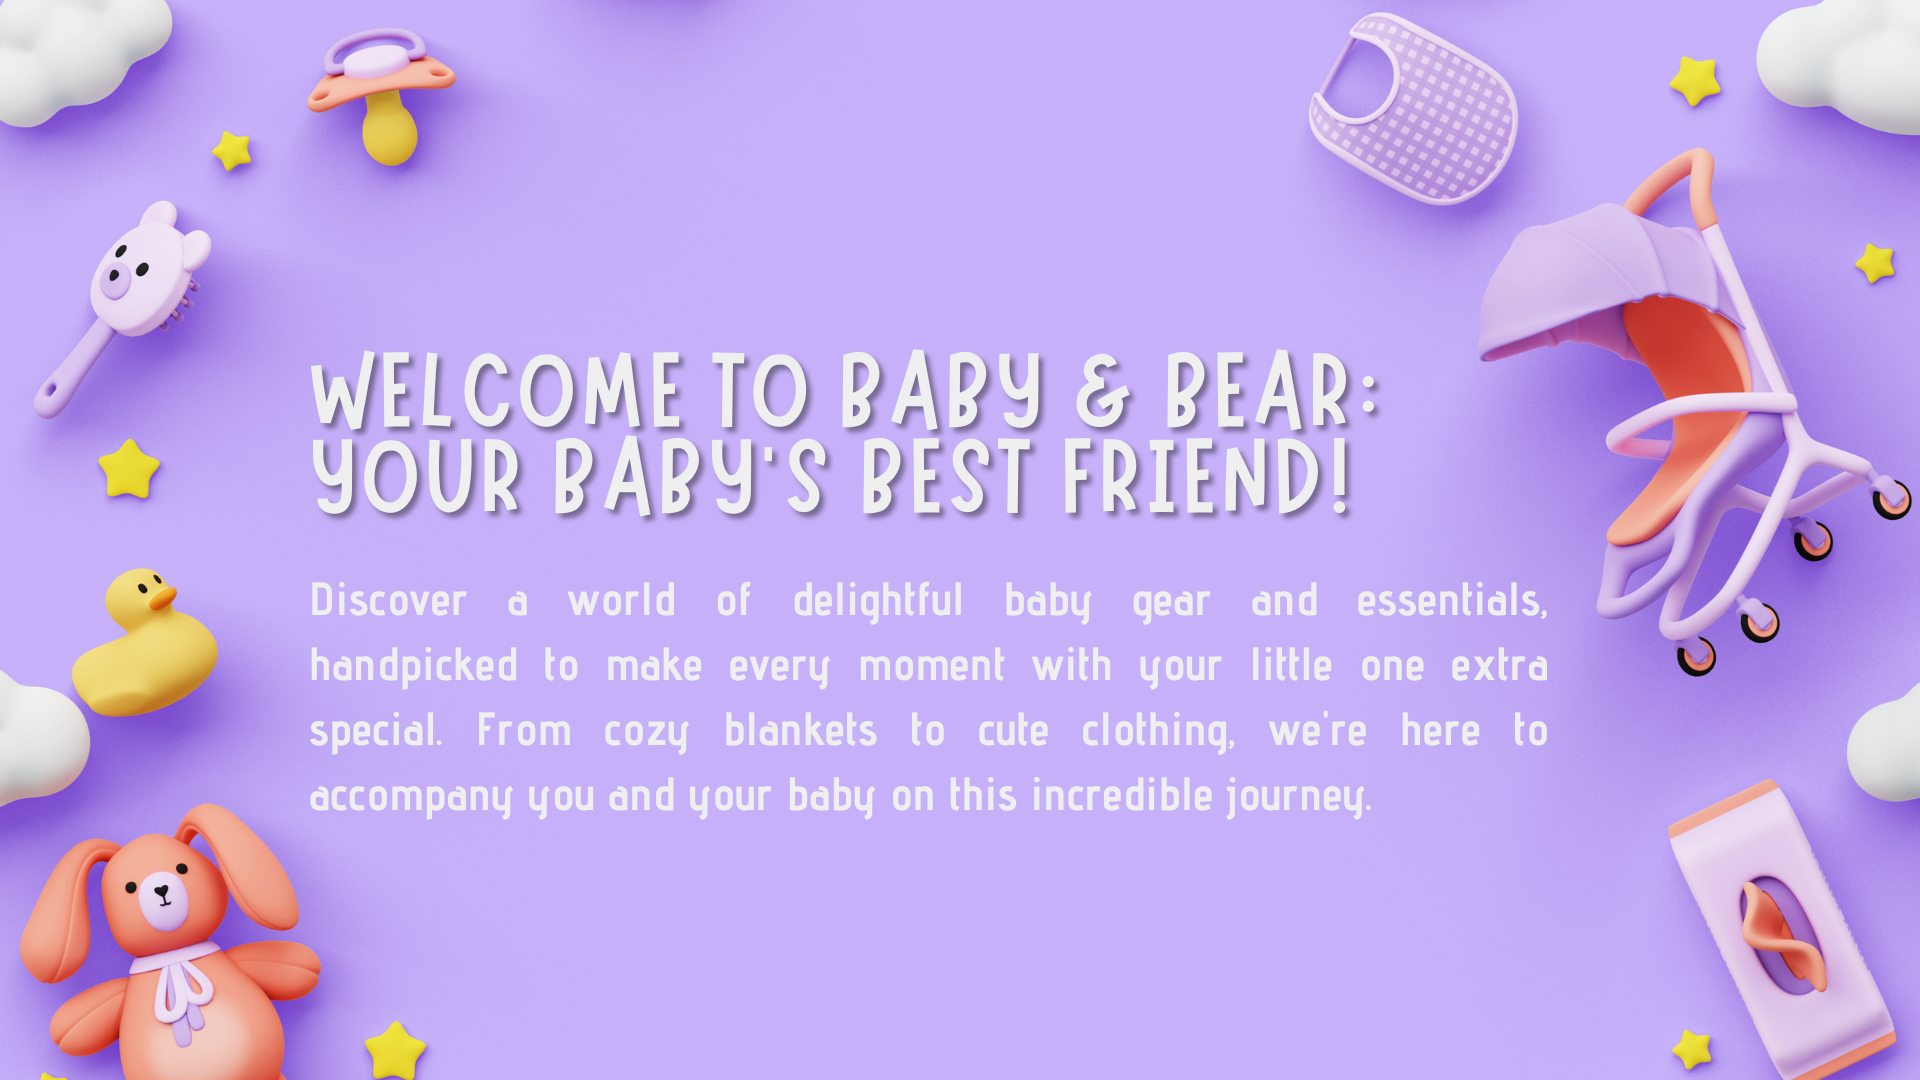 WELCOME TO BABY & BEAR:
YOUR BABY'S BEST FRIEND!
Discover a world of delightful baby gear and essentials,
handpicked to make every moment with your little one extra
special. From cozy blankets to cute clothing, we're here to
accompany you and your baby on this incredible journey.